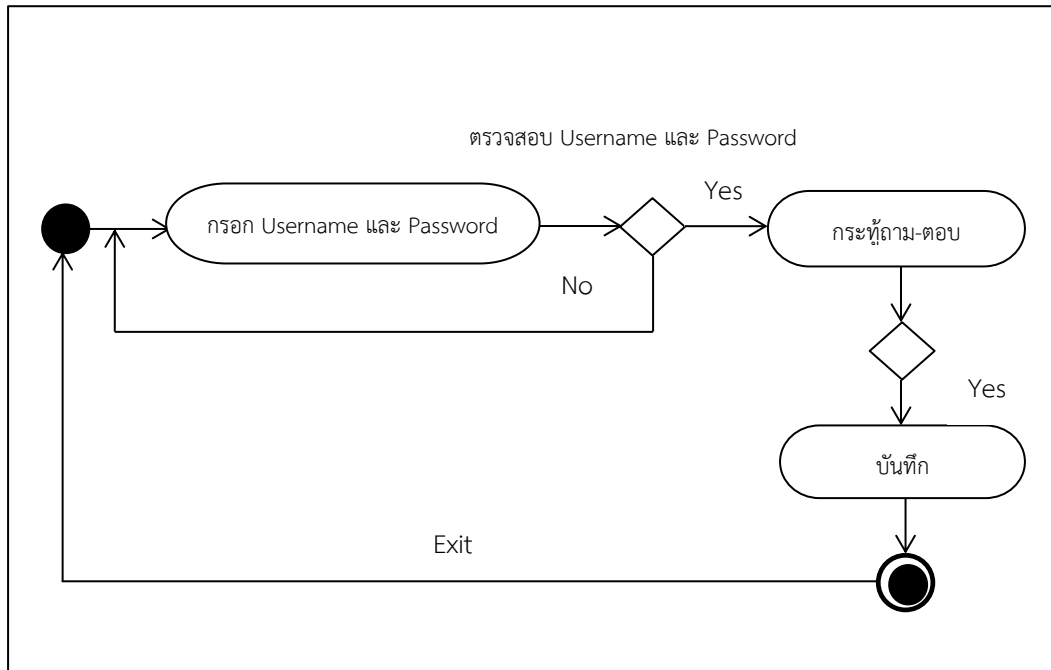 ตรวจสอบ Username และ Password
Yes
กรอก Username และ Password
กระทู้ถาม-ตอบ
No
Yes
บันทึก
Exit